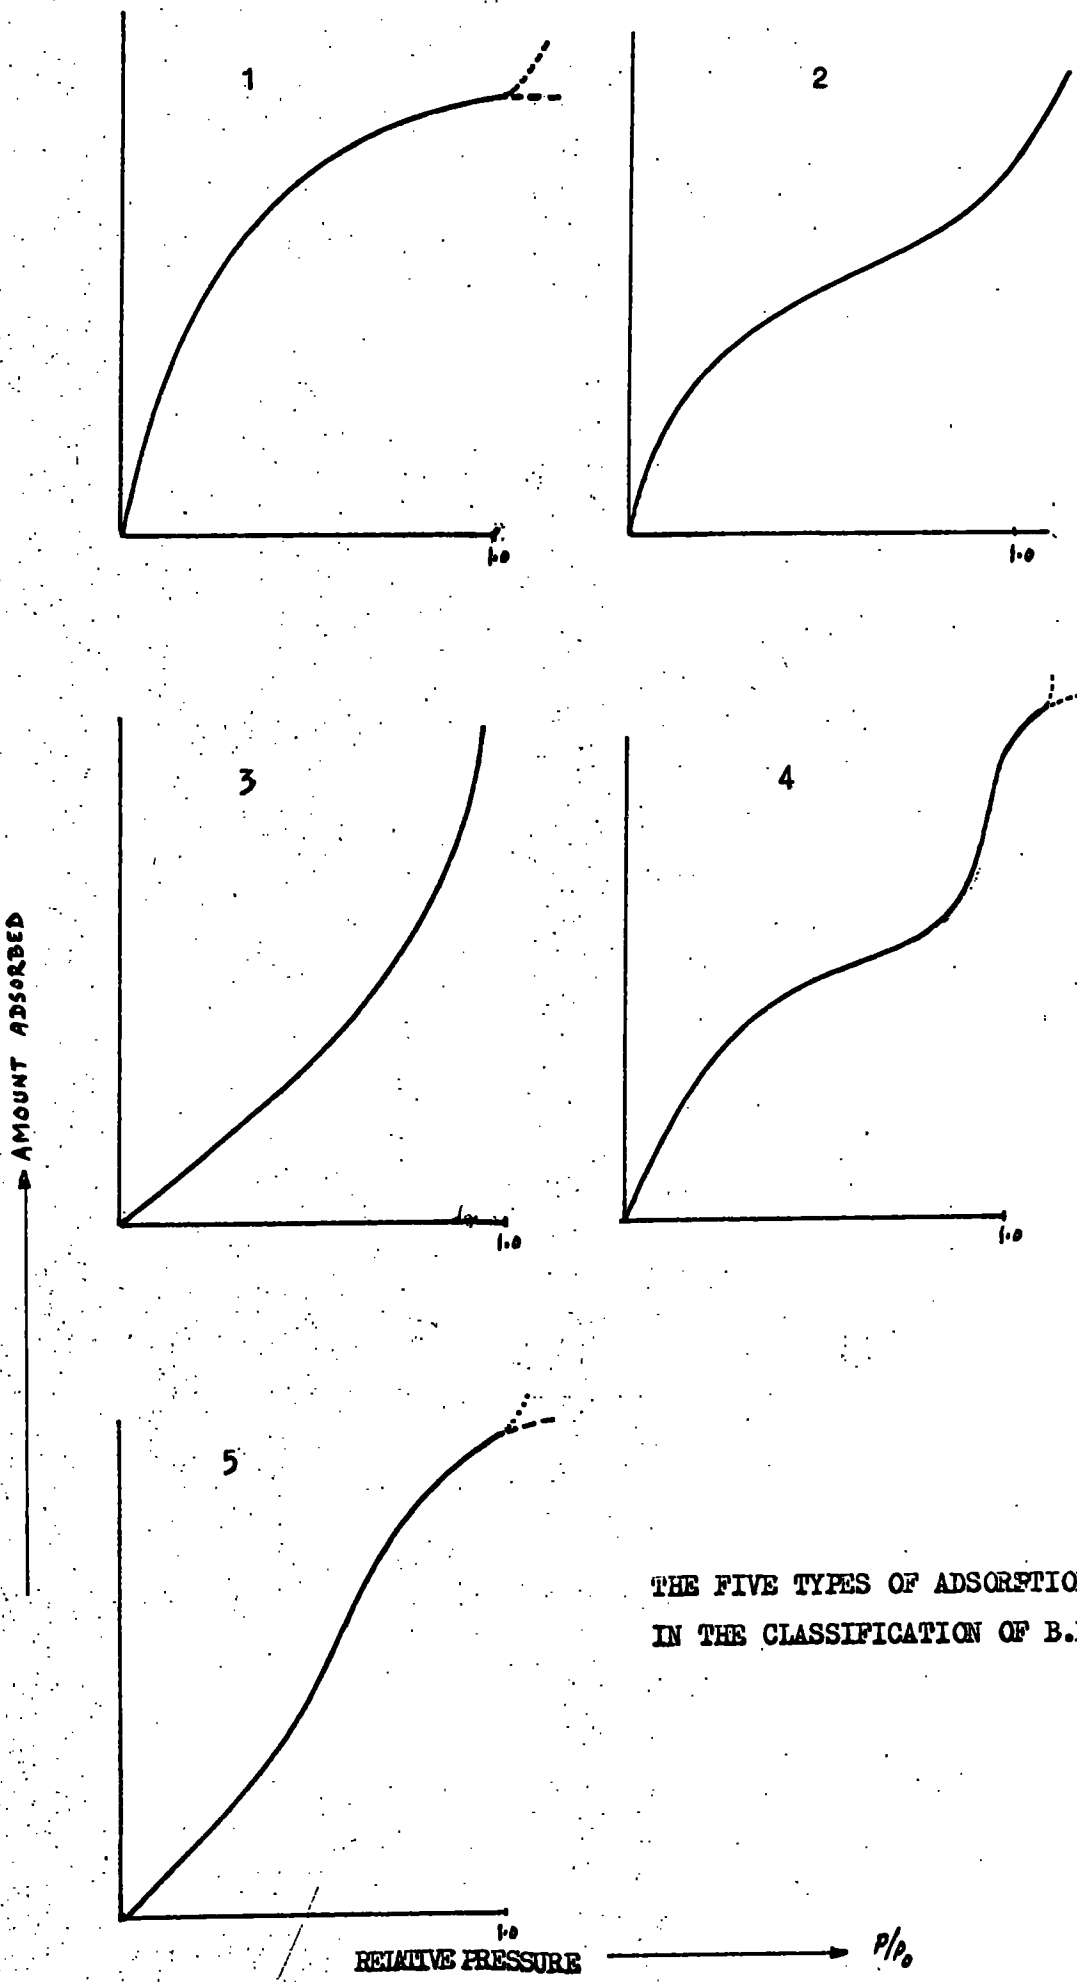 1
2
1.0
1.0
3
4
AMOUNT ADSORBED
1.0
1.0
5
THE FIVE TYPES OF ADSORPTIO
IN THE CLASSIFICATION OF B.
1.0
RELATIVE PRESSURE P/P₀